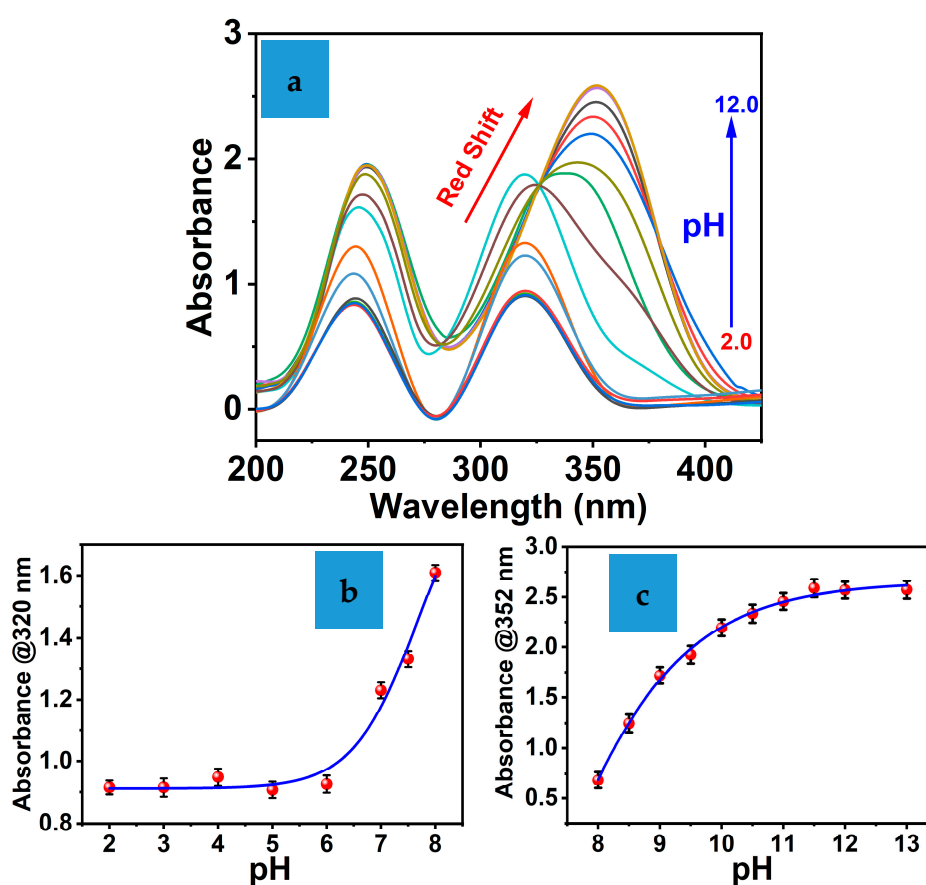 3
2
1
0
Absorbance
a
Red Shift
12.0
pH
2.0
200 250 300 350 400
Wavelength (nm)
1.6
1.4
1.2
1.0
0.8
Absorbance @320 nm
b
2 3 4 5 6 7 8
pH
3.0
2.5
2.0
1.5
1.0
0.5
Absorbance @352 nm
c
8 9 10 11 12 13
pH